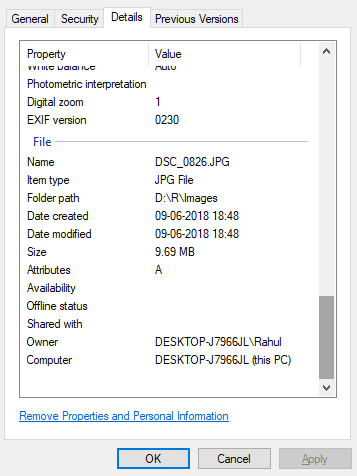 General Security Details Previous Versions
Property Value
White balance Auto
Photometric interpretation
Digital zoom 1
EXIF version 0230
File
Name DSC_0826.JPG
Item type JPG File
Folder path D:\R\Images
Date created 09-06-2018 18:48
Date modified 09-06-2018 18:48
Size 9.69 MB
Attributes A
Availability
Offline status
Shared with
Owner DESKTOP-J7966JL\Rahul
Computer DESKTOP-J7966JL (this PC)
Remove Properties and Personal Information
OK Cancel Apply